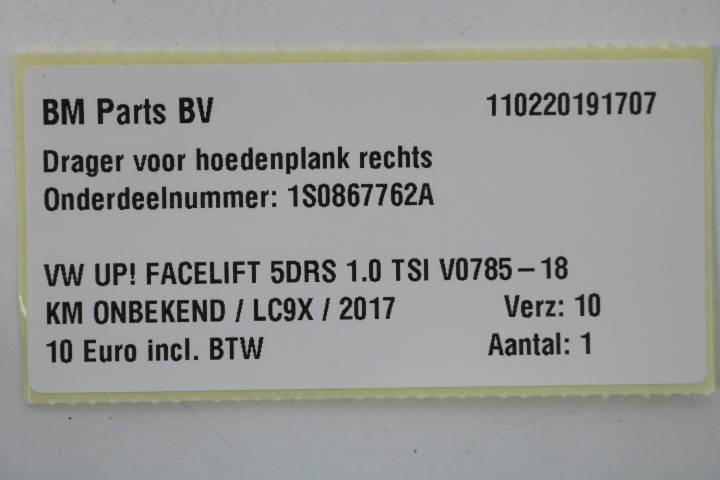 BM Parts BV 110220191707
Drager voor hoedenplank rechts
Onderdeelnummer: 1S0867762A
VW UP! FACELIFT 5DRS 1.0 TSI V0785-18
KM ONBEKEND / LC9X / 2017 Verz: 10
10 Euro incl. BTW Aantal: 1